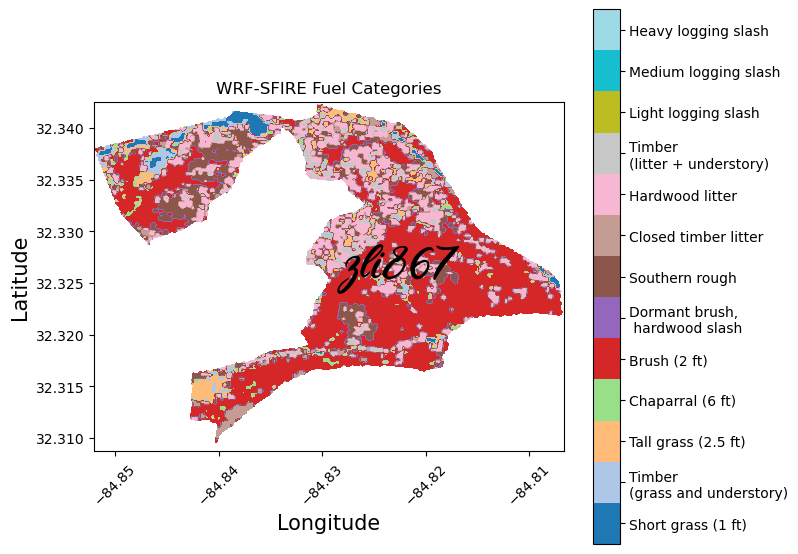 WRF-SFIRE Fuel Categories
32.340
32.335
32.330
32.325
32.320
32.315
32.310
Latitude
−84.85
−84.84
−84.83
−84.82
−84.81
Longitude
zli867
Heavy logging slash
Medium logging slash
Light logging slash
Timber
(litter + understory)
Hardwood litter
Closed timber litter
Southern rough
Dormant brush,
hardwood slash
Brush (2 ft)
Chaparral (6 ft)
Tall grass (2.5 ft)
Timber
(grass and understory)
Short grass (1 ft)